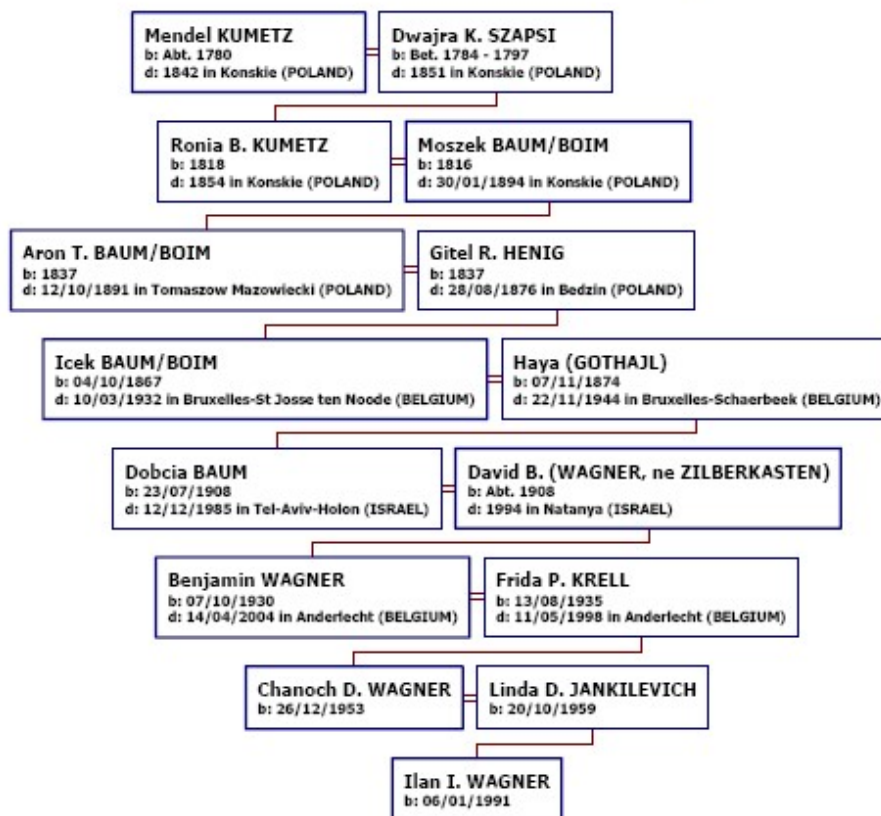 Mendel KUMETZ
b: Abt. 1780
d: 1842 in Konskie (POLAND)
Dwajra K. SZAPSI
b: Bet. 1784 - 1797
d: 1851 in Konskie (POLAND)
Ronia B. KUMETZ
b: 1818
d: 1854 in Konskie (POLAND)
Moszek BAUM/BOIM
b: 1816
d: 30/01/1894 in Konskie (POLAND)
Aron T. BAUM/BOIM
b: 1837
d: 12/10/1891 in Tomaszow Mazowiecki (POLAND)
Gitel R. HENIG
b: 1837
d: 28/08/1876 in Bedzin (POLAND)
Icek BAUM/BOIM
b: 04/10/1867
d: 10/03/1932 in Bruxelles-St Josse ten Noode (BELGIUM)
Haya (GOTHAJL)
b: 07/11/1874
d: 22/11/1944 in Bruxelles-Schaerbeek (BELGIUM)
Dobcia BAUM
b: 23/07/1908
d: 12/12/1985 in Tel-Aviv-Holon (ISRAEL)
David B. (WAGNER, ne ZILBERKASTEN)
b: Abt. 1908
d: 1994 in Natanya (ISRAEL)
Benjamin WAGNER
b: 07/10/1930
d: 14/04/2004 in Anderlecht (BELGIUM)
Frida P. KRELL
b: 13/08/1935
d: 11/05/1998 in Anderlecht (BELGIUM)
Chanoch D. WAGNER
b: 26/12/1953
Linda D. JANKILEVICH
b: 20/10/1959
Ilan I. WAGNER
b: 06/01/1991